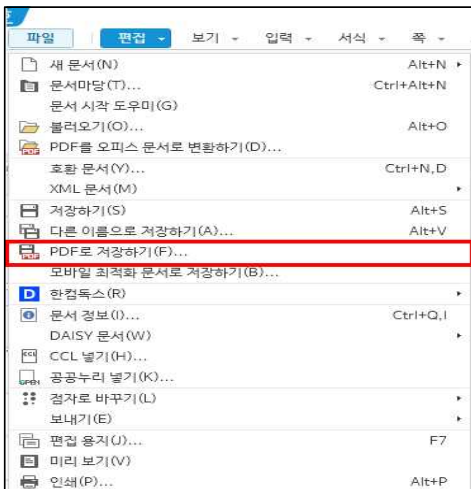 파일 편집 보기 입력 서식 쪽
새 문서(N) Alt+N
문서마당(T)... Ctrl+Alt+N
문서 시작 도우미(G)
불러오기(O)... Alt+O
PDF를 오피스 문서로 변환하기(D)...
호환 문서(Y)... Ctrl+N,D
XML 문서(M)
저장하기(S) Alt+S
다른 이름으로 저장하기(A)... Alt+V
PDF로 저장하기(F)...
모바일 최적화 문서로 저장하기(B)...
한컴독스(R)
문서 정보(I)... Ctrl+Q,I
DAISY 문서(W)
CCL 넣기(H)...
공공누리 넣기(K)...
점자로 바꾸기(L)
보내기(E)
편집 용지(J)... F7
미리 보기(V)
인쇄(P)... Alt+P